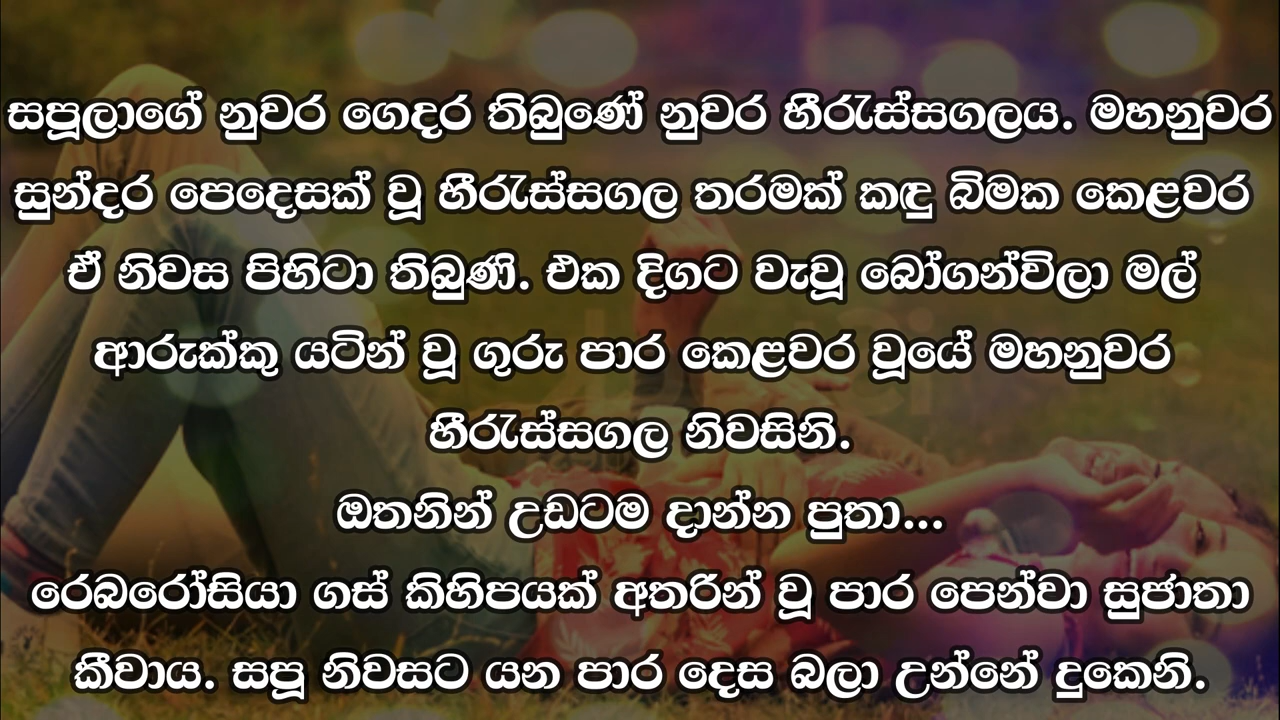 සපූලාගේ නුවර ගෙදර තිබුණේ නුවර හීරැස්සගලය. මහනුවර
සුන්දර පෙදෙසක් වූ හීරැස්සගල තරමක් කඳු බිමක කෙළවර
ඒ නිවස පිහිටා තිබුණි. එක දිගට වැවූ බෝගන්විලා මල්
ආරුක්කු යටින් වූ ගුරු පාර කෙළවර වූයේ මහනුවර
හීරැස්සගල නිවසිනි.
ඔතනින් උඩටම දාන්න පුතා...
රෙබරෝසියා ගස් කිහිපයක් අතරින් වූ පාර පෙන්වා සුජාතා
කීවාය. සපූ නිවසට යන පාර දෙස බලා උන්නේ දුකෙනි.